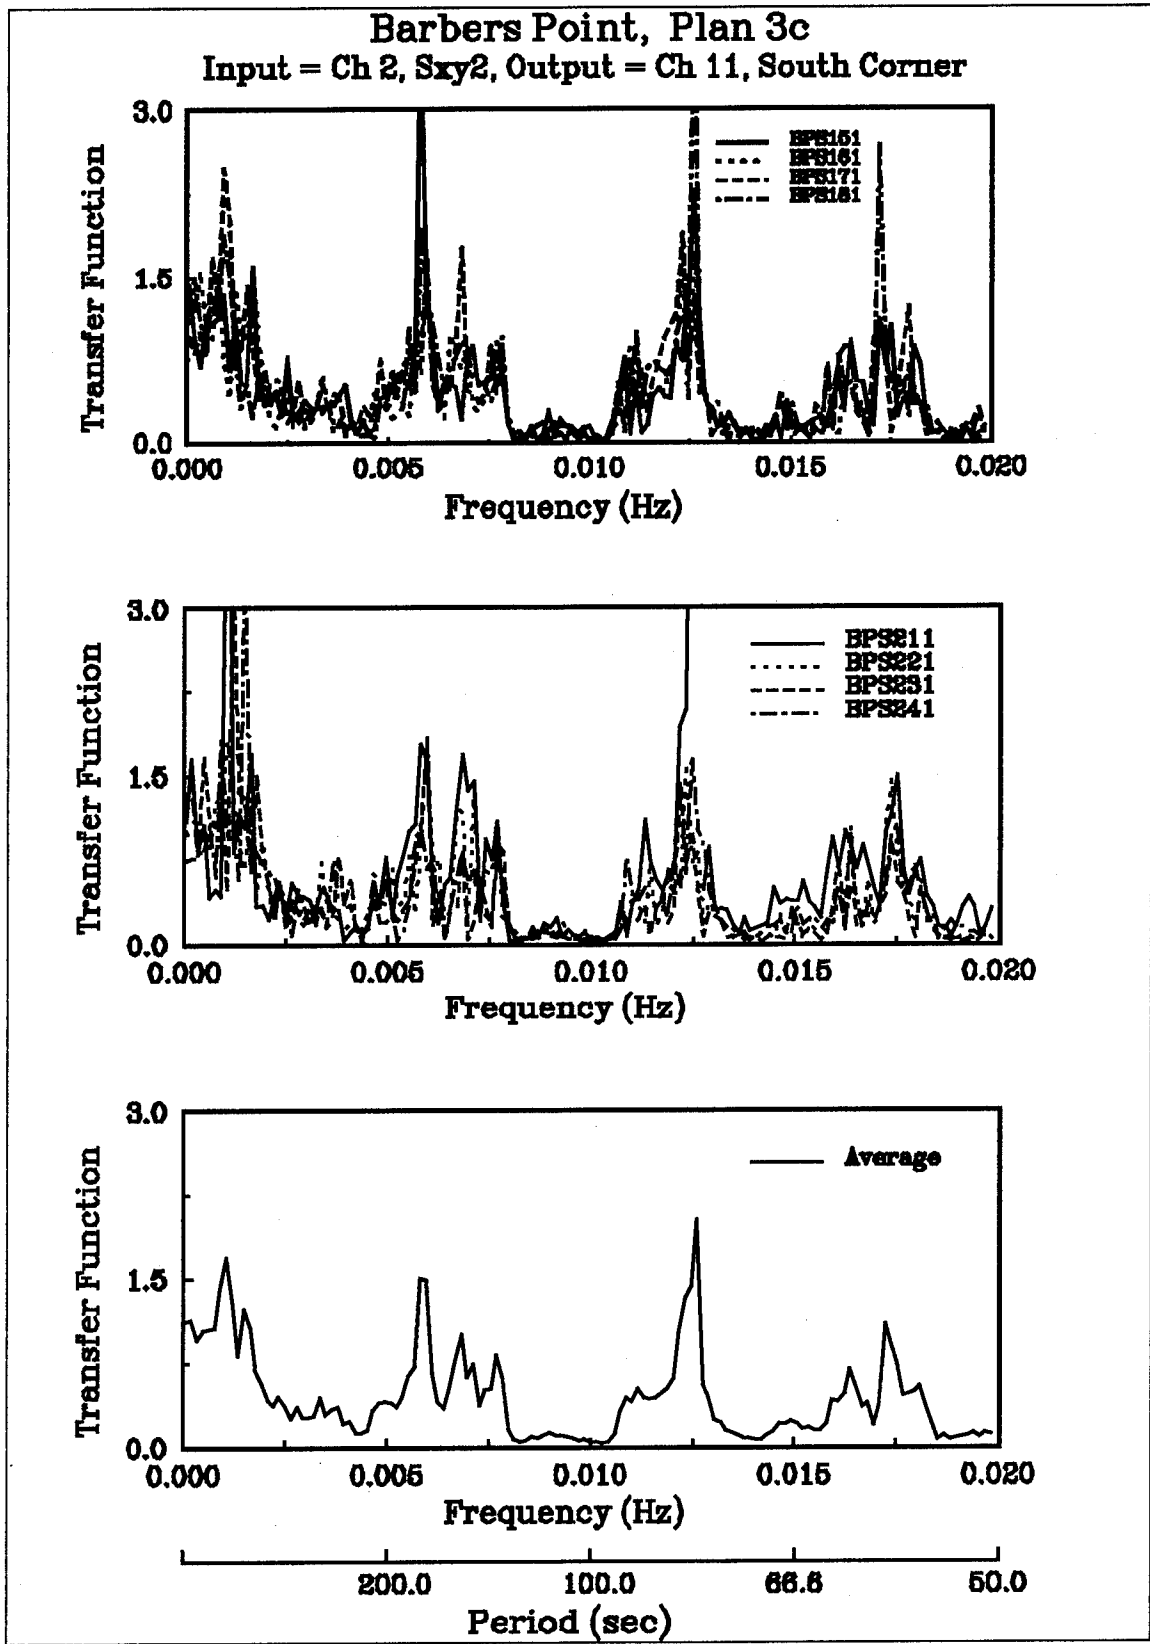 Barbers Point, Plan 3c
Input = Ch 2, Sxy2, Output = Ch 11, South Corner
3.0
1.5
0.0
Transfer Function
BPS151
BPS161
BPS171
BPS181
0.000 0.005 0.010 0.015 0.020
Frequency (Hz)
3.0
1.5
0.0
Transfer Function
BPS211
BPS221
BPS231
BPS241
0.000 0.005 0.010 0.015 0.020
Frequency (Hz)
3.0
1.5
0.0
Transfer Function
Average
0.000 0.005 0.010 0.015 0.020
Frequency (Hz)
200.0 100.0 66.6 50.0
Period (sec)